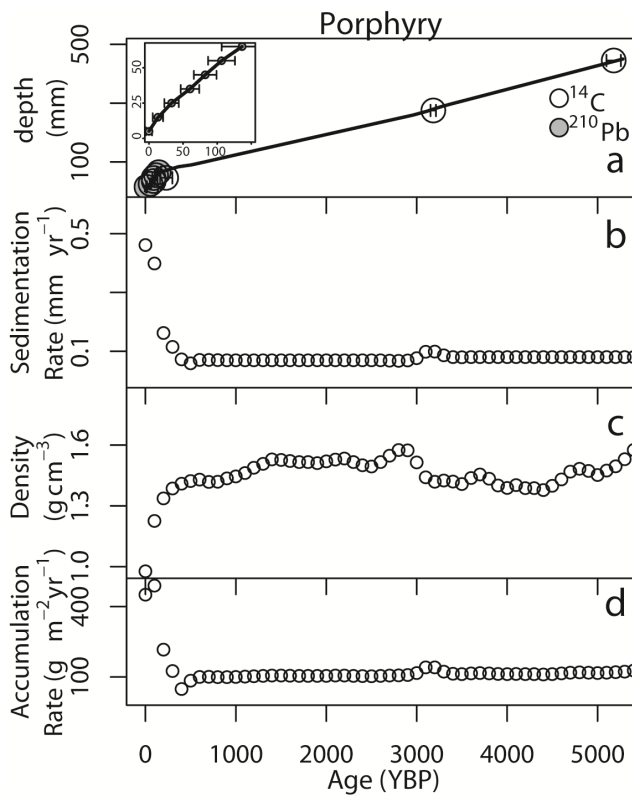 Porphyry
depth
(mm)
500
100
50
25
0
0 50 100
¹⁴C
²¹⁰Pb
a
Sedimentation
Rate (mm yr⁻¹)
0.5
0.1
b
Density
(g cm⁻³)
1.6
1.3
1.0
c
Accumulation
Rate (g m⁻² yr⁻¹)
400
100
d
0 1000 2000 3000 4000 5000
Age (YBP)